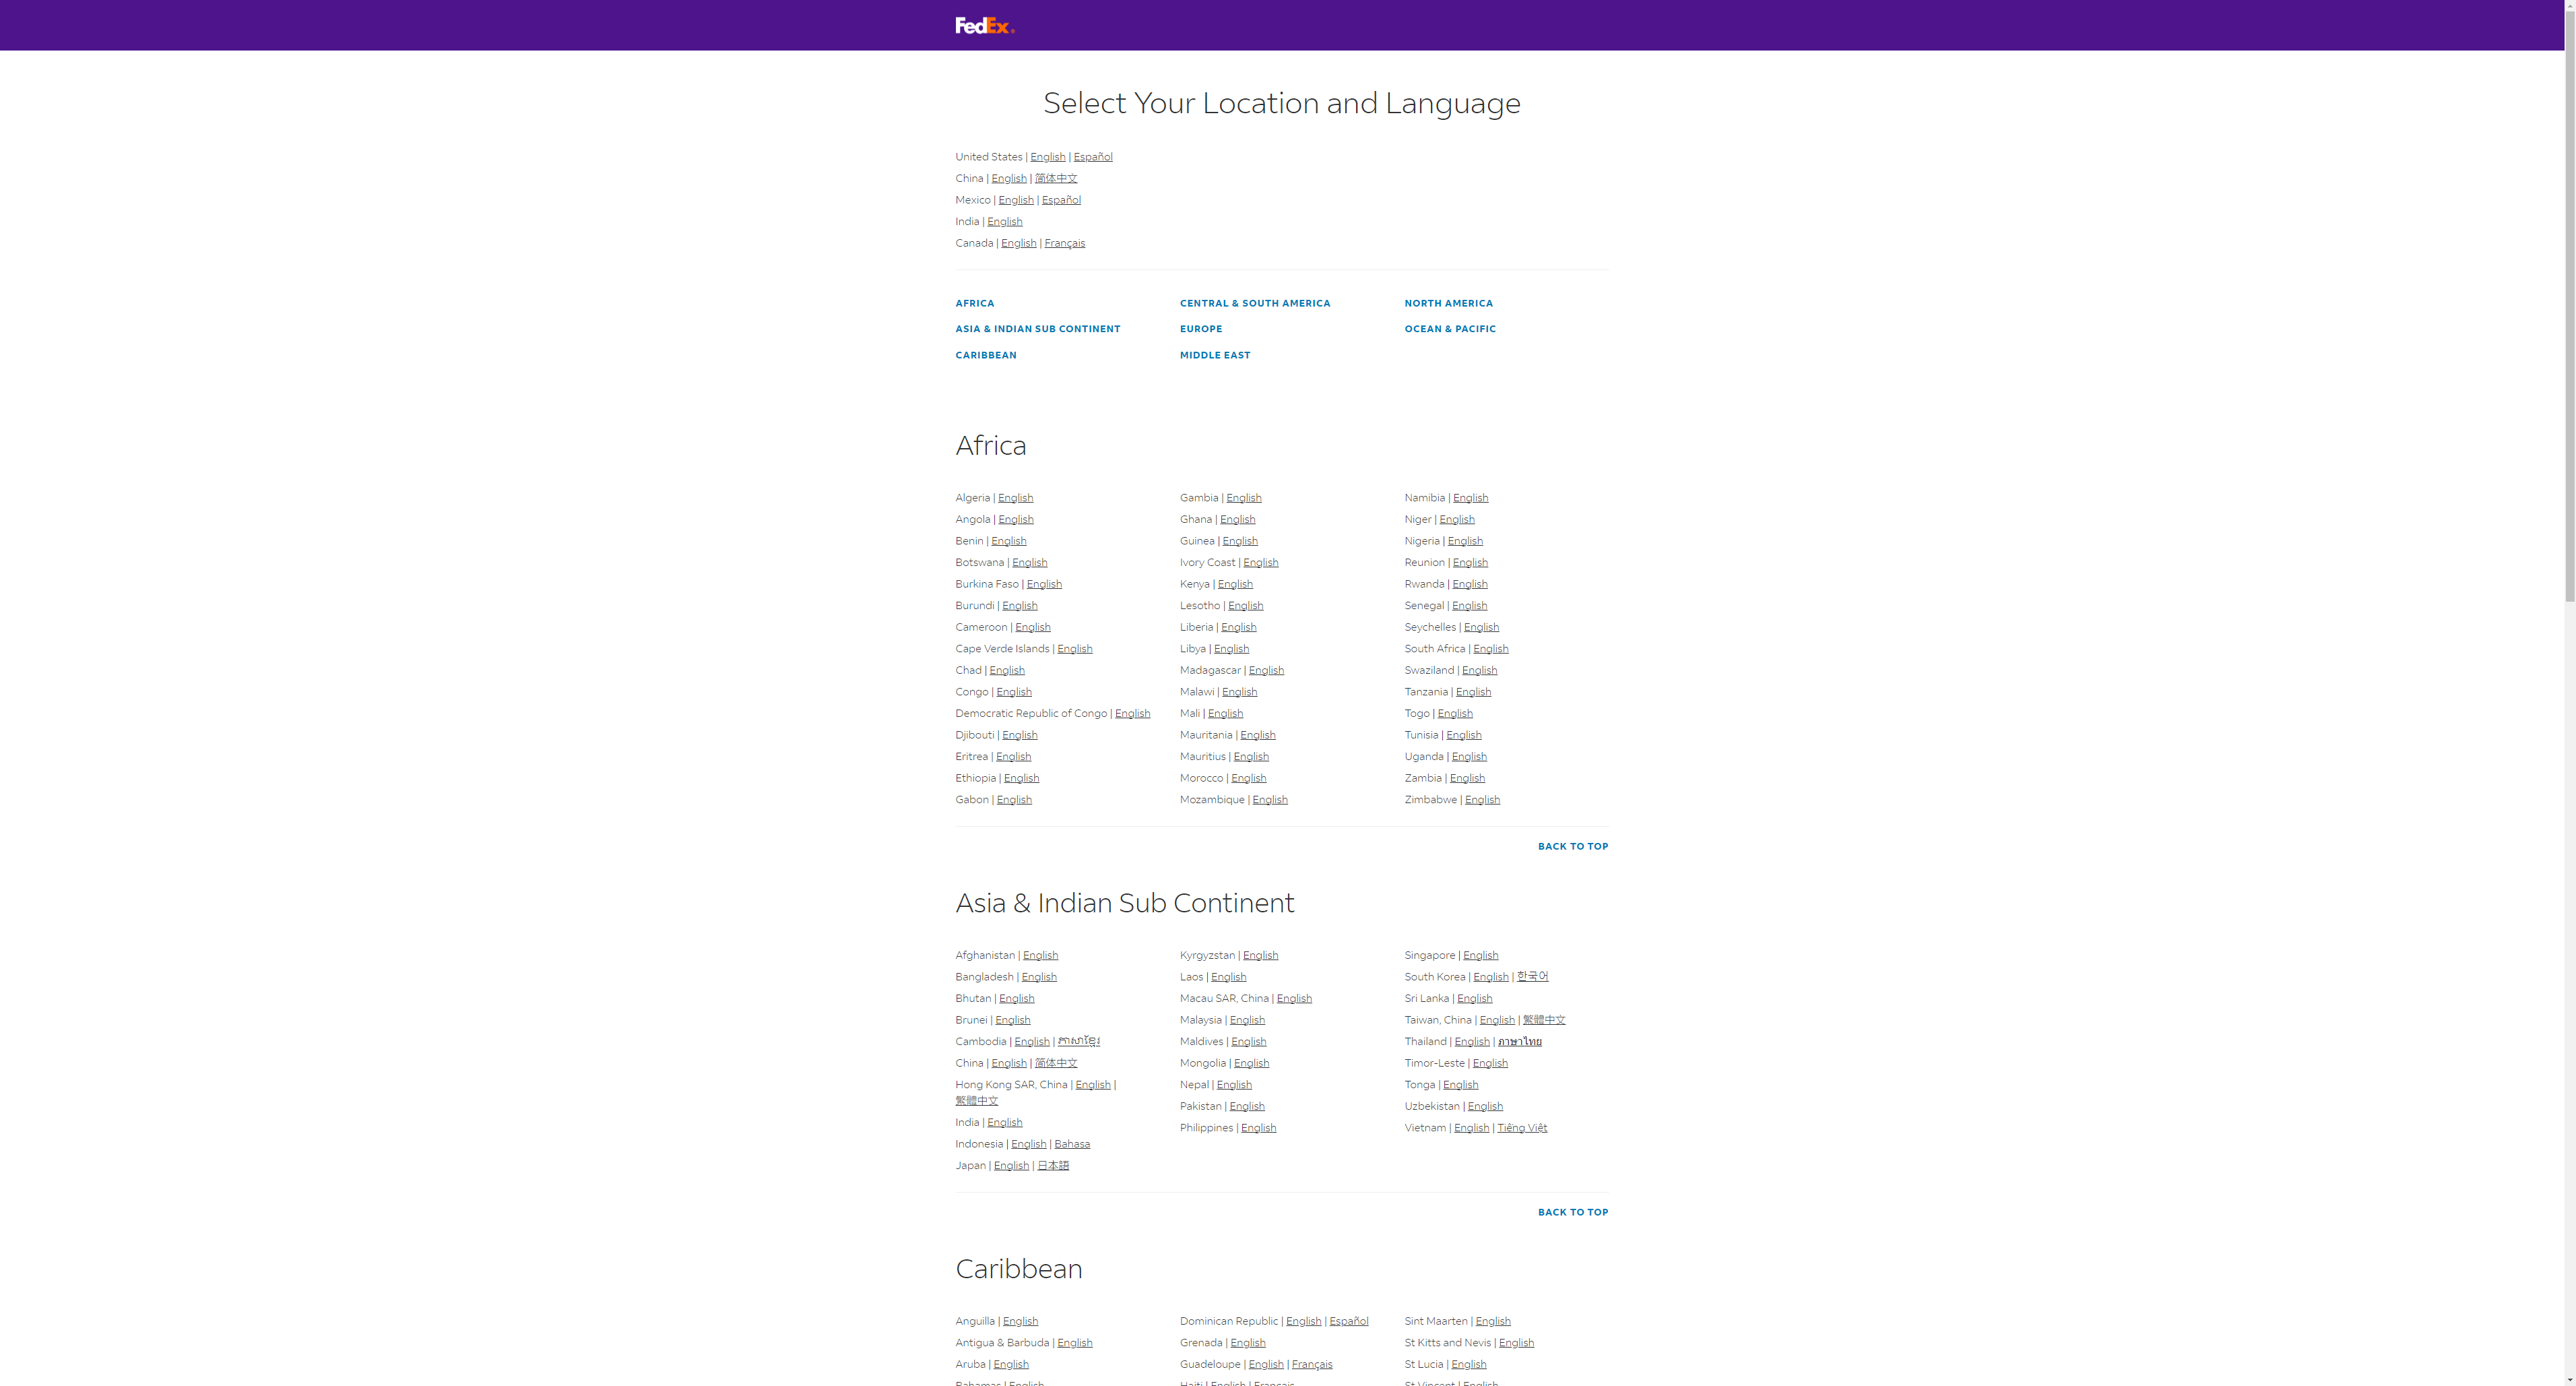 FedEx®
Select Your Location and Language
United States | English | Español
China | English | 简体中文
Mexico | English | Español
India | English
Canada | English | Français
AFRICA
ASIA & INDIAN SUB CONTINENT
CARIBBEAN
CENTRAL & SOUTH AMERICA
EUROPE
MIDDLE EAST
NORTH AMERICA
OCEAN & PACIFIC
Africa
Algeria | English
Angola | English
Benin | English
Botswana | English
Burkina Faso | English
Burundi | English
Cameroon | English
Cape Verde Islands | English
Chad | English
Congo | English
Democratic Republic of Congo | English
Djibouti | English
Eritrea | English
Ethiopia | English
Gabon | English
Gambia | English
Ghana | English
Guinea | English
Ivory Coast | English
Kenya | English
Lesotho | English
Liberia | English
Libya | English
Madagascar | English
Malawi | English
Mali | English
Mauritania | English
Mauritius | English
Morocco | English
Mozambique | English
Namibia | English
Niger | English
Nigeria | English
Reunion | English
Rwanda | English
Senegal | English
Seychelles | English
South Africa | English
Swaziland | English
Tanzania | English
Togo | English
Tunisia | English
Uganda | English
Zambia | English
Zimbabwe | English
BACK TO TOP
Asia & Indian Sub Continent
Afghanistan | English
Bangladesh | English
Bhutan | English
Brunei | English
Cambodia | English | ភាសាខ្មែរ
China | English | 简体中文
Hong Kong SAR, China | English |
繁體中文
India | English
Indonesia | English | Bahasa
Japan | English | 日本語
Kyrgyzstan | English
Laos | English
Macau SAR, China | English
Malaysia | English
Maldives | English
Mongolia | English
Nepal | English
Pakistan | English
Philippines | English
Singapore | English
South Korea | English | 한국어
Sri Lanka | English
Taiwan, China | English | 繁體中文
Thailand | English | ภาษาไทย
Timor-Leste | English
Tonga | English
Uzbekistan | English
Vietnam | English | Tiếng Việt
BACK TO TOP
Caribbean
Anguilla | English
Antigua & Barbuda | English
Aruba | English
Bahamas | English
Dominican Republic | English | Español
Grenada | English
Guadeloupe | English | Français
Haiti | English | Français
Sint Maarten | English
St Kitts and Nevis | English
St Lucia | English
St Vincent | English